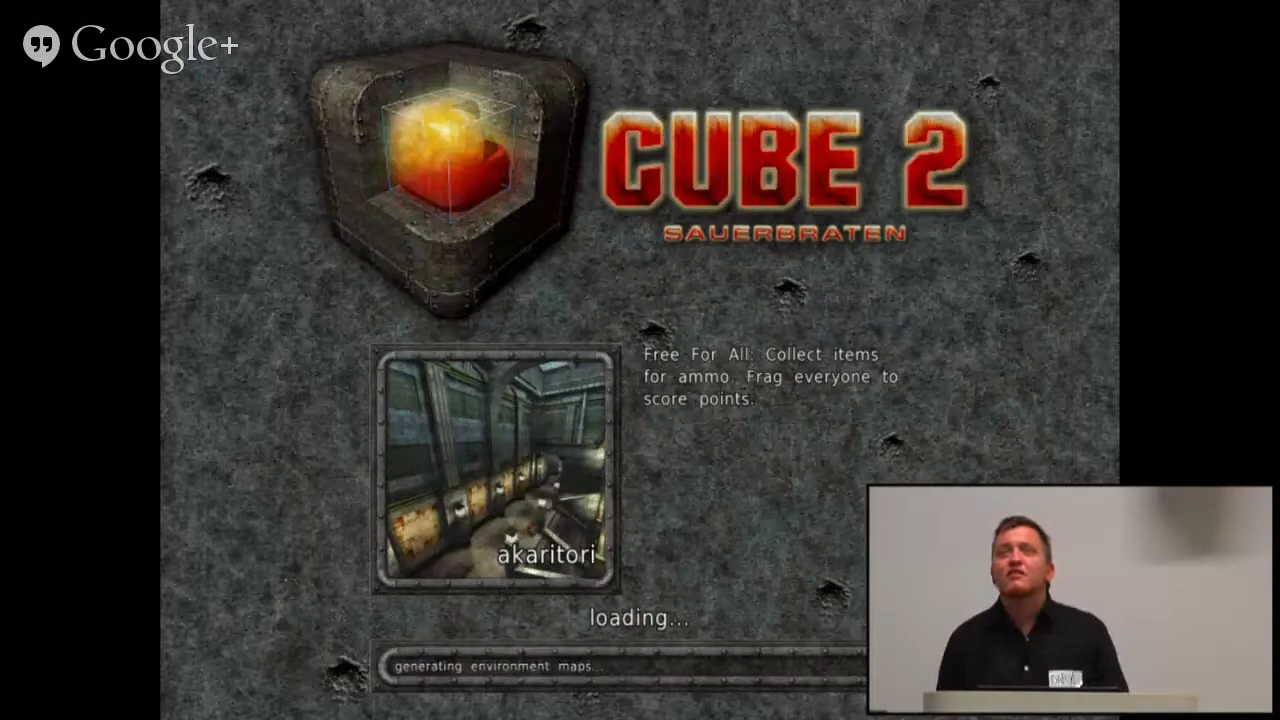 Google+
CUBE 2
SAUERBRATEN
Free For All: Collect items
for ammo. Frag everyone to
score points.
akaritori
loading...
generating environment maps...